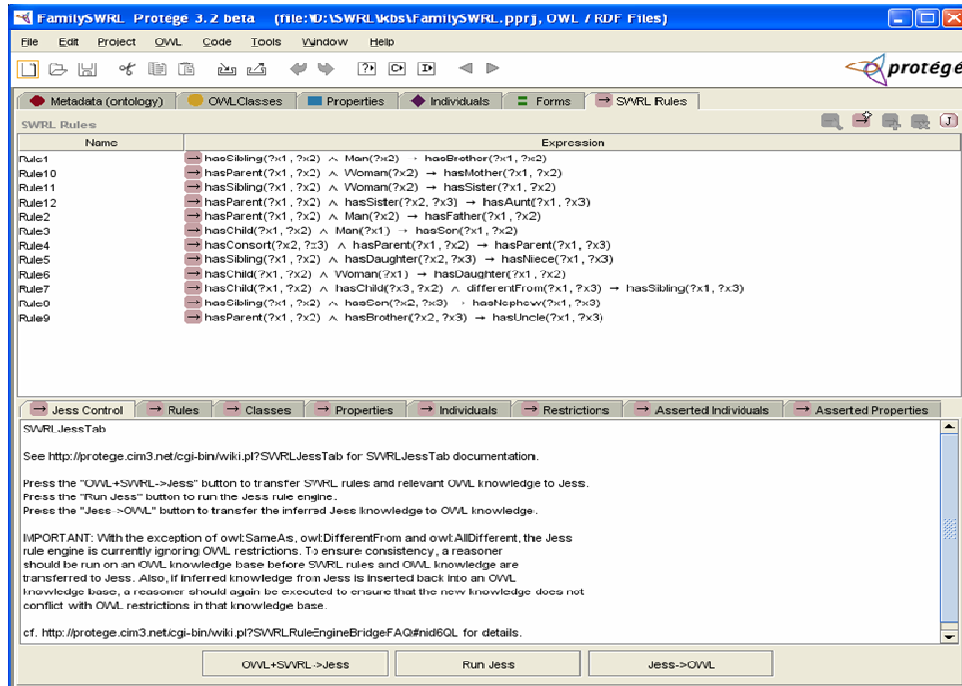 FamilySWRL Protégé 3.2 beta (file:\D:\SWRL\kbs\FamilySWRL.pprj, OWL / RDF Files)
File Edit Project OWL Code Tools Window Help
protégé
Metadata (ontology) OWLClasses Properties Individuals Forms SWRL Rules
SWRL Rules
Name Expression
Rule1 → hasSibling(?x1, ?x2) ∧ Man(?x2) → hasBrother(?x1, ?x2)
Rule10 → hasParent(?x1, ?x2) ∧ Woman(?x2) → hasMother(?x1, ?x2)
Rule11 → hasSibling(?x1, ?x2) ∧ Woman(?x2) → hasSister(?x1, ?x2)
Rule12 → hasParent(?x1, ?x2) ∧ hasSister(?x2, ?x3) → hasAunt(?x1, ?x3)
Rule2 → hasParent(?x1, ?x2) ∧ Man(?x2) → hasFather(?x1, ?x2)
Rule3 → hasChild(?x1, ?x2) ∧ Man(?x1) → hasSon(?x1, ?x2)
Rule4 → hasConsort(?x2, ?x3) ∧ hasParent(?x1, ?x2) → hasParent(?x1, ?x3)
Rule5 → hasSibling(?x1, ?x2) ∧ hasDaughter(?x2, ?x3) → hasNiece(?x1, ?x3)
Rule6 → hasChild(?x1, ?x2) ∧ Woman(?x1) → hasDaughter(?x1, ?x2)
Rule7 → hasChild(?x1, ?x2) ∧ hasChild(?x3, ?x2) ∧ differentFrom(?x1, ?x3) → hasSibling(?x1, ?x3)
Rule8 → hasSibling(?x1, ?x2) ∧ hasSon(?x2, ?x3) → hasNephew(?x1, ?x3)
Rule9 → hasParent(?x1, ?x2) ∧ hasBrother(?x2, ?x3) → hasUncle(?x1, ?x3)
→ Jess Control → Rules → Classes → Properties → Individuals → Restrictions → Asserted Individuals → Asserted Properties
SWRLJessTab
See http://protege.cim3.net/cgi-bin/wiki.pl?SWRLJessTab for SWRLJessTab documentation.
Press the "OWL+SWRL->Jess" button to transfer SWRL rules and relevant OWL knowledge to Jess.
Press the "Run Jess" button to run the Jess rule engine.
Press the "Jess->OWL" button to transfer the inferred Jess knowledge to OWL knowledge.
IMPORTANT: With the exception of owl:SameAs, owl:DifferentFrom and owl:AllDifferent, the Jess
rule engine is currently ignoring OWL restrictions. To ensure consistency, a reasoner
should be run on an OWL knowledge base before SWRL rules and OWL knowledge are
transferred to Jess. Also, if inferred knowledge from Jess is inserted back into an OWL
knowledge base, a reasoner should again be executed to ensure that the new knowledge does not
conflict with OWL restrictions in that knowledge base.
cf. http://protege.cim3.net/cgi-bin/wiki.pl?SWRLRuleEngineBridgeFAQ#nid6QL for details.
OWL+SWRL->Jess Run Jess Jess->OWL